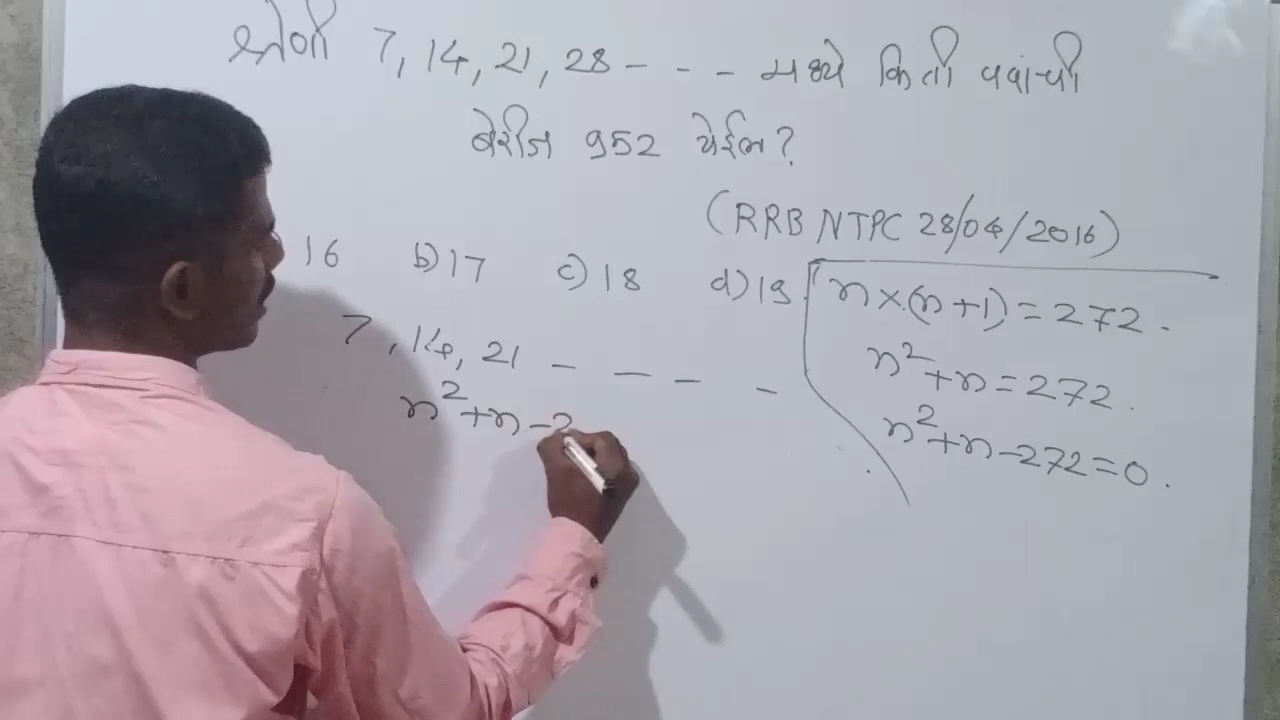 श्रेणी 7, 14, 21, 28 - - - मध्ये किती पदांची
बेरीज 952 येईल?
(RRB NTPC 28/04/2016)
16 b) 17 c) 18 d) 19
7, 14, 21 - - - -
n²+n-2
n×(n+1)=272.
n²+n=272.
n²+n-272=0.